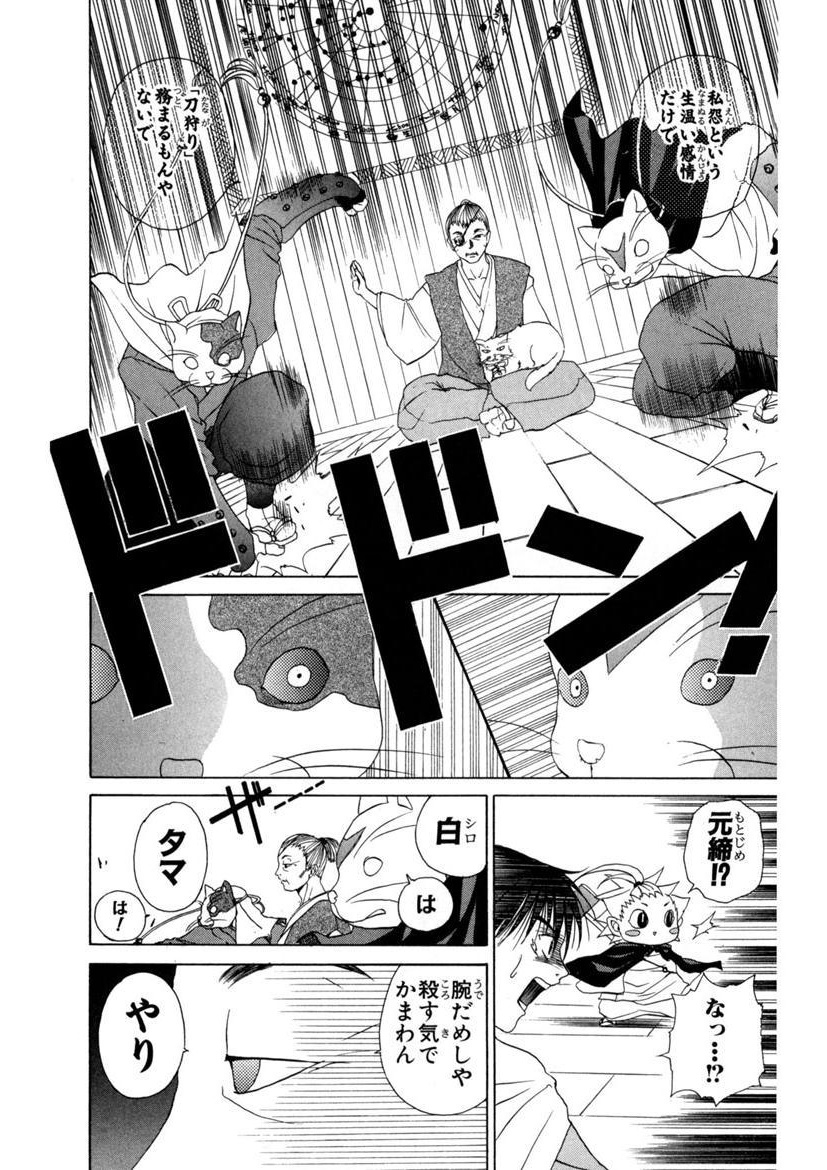 私怨という
生温い感情
だけで
「刀狩り」
務まるもんや
ないで
ドドン!
元締!?
なっ…!?
白
は
ザッ
タマ
は!
腕だめしや
殺す気で
かまわん
やり